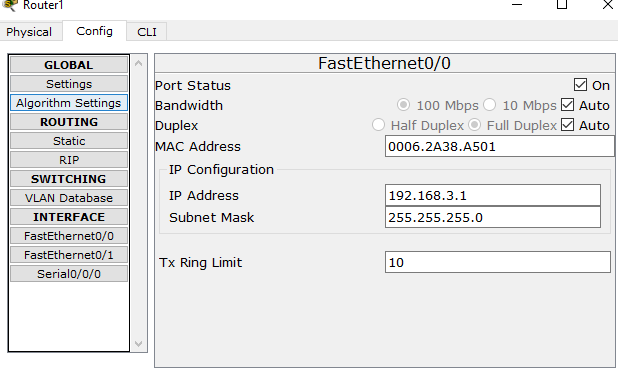 Router1
Physical Config CLI
GLOBAL
Settings
Algorithm Settings
ROUTING
Static
RIP
SWITCHING
VLAN Database
INTERFACE
FastEthernet0/0
FastEthernet0/1
Serial0/0/0
FastEthernet0/0
Port Status On
Bandwidth 100 Mbps 10 Mbps Auto
Duplex Half Duplex Full Duplex Auto
MAC Address 0006.2A38.A501
IP Configuration
IP Address 192.168.3.1
Subnet Mask 255.255.255.0
Tx Ring Limit 10